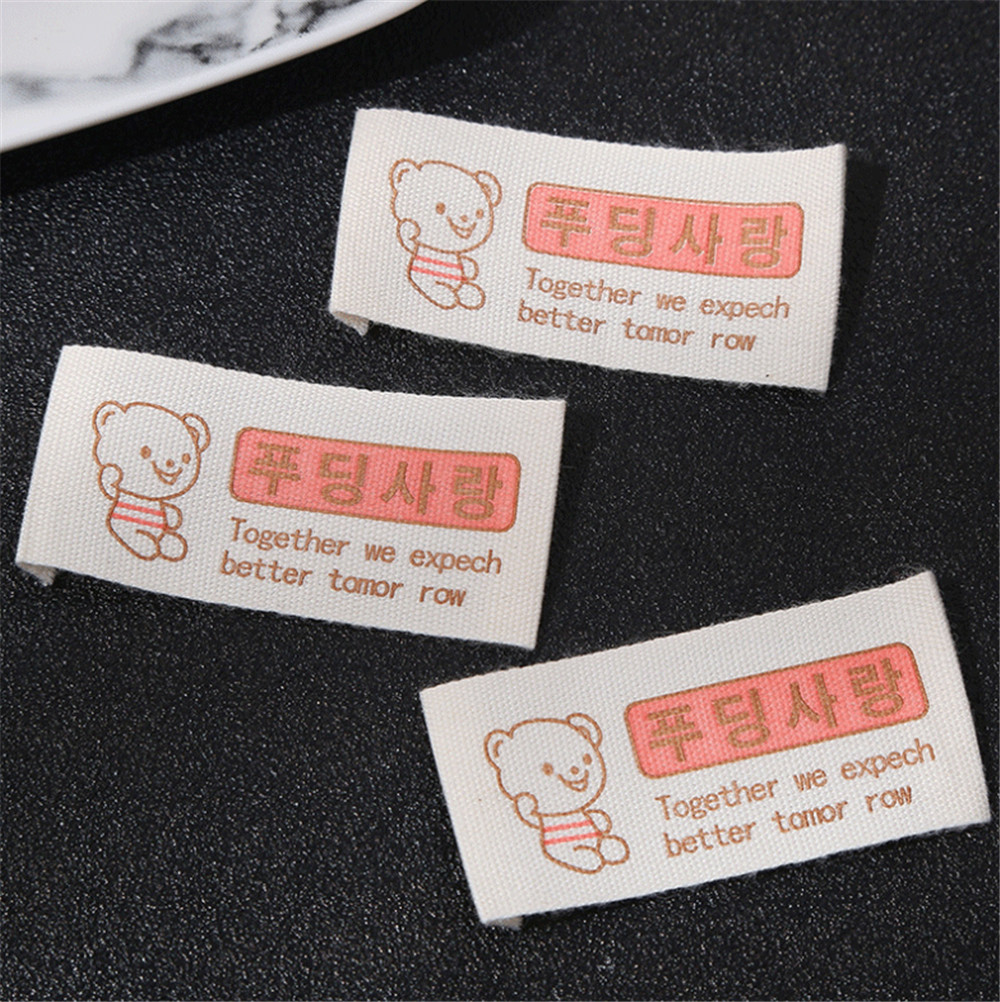 푸딩사랑
Together we expech
better tomor row
푸딩사랑
Together we expech
better tomor row
푸딩사랑
Together we expech
better tomor row